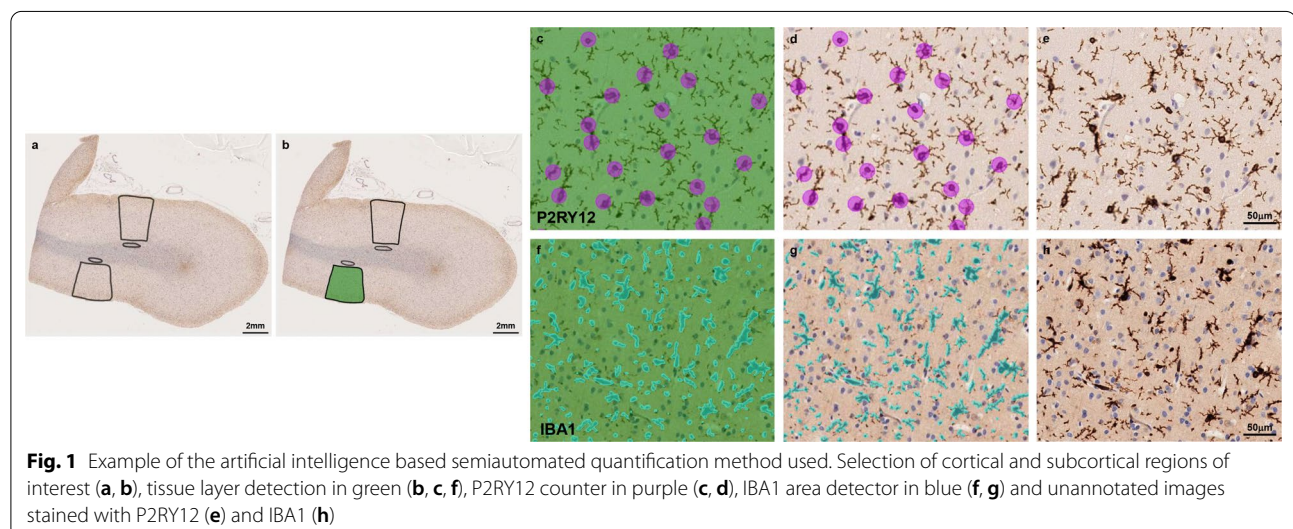 a
b
2mm
2mm
c
d
e
P2RY12
50μm
f
g
h
IBA1
50μm
Fig. 1 Example of the artificial intelligence based semiautomated quantification method used. Selection of cortical and subcortical regions of
interest (a, b), tissue layer detection in green (b, c, f), P2RY12 counter in purple (c, d), IBA1 area detector in blue (f, g) and unannotated images
stained with P2RY12 (e) and IBA1 (h)